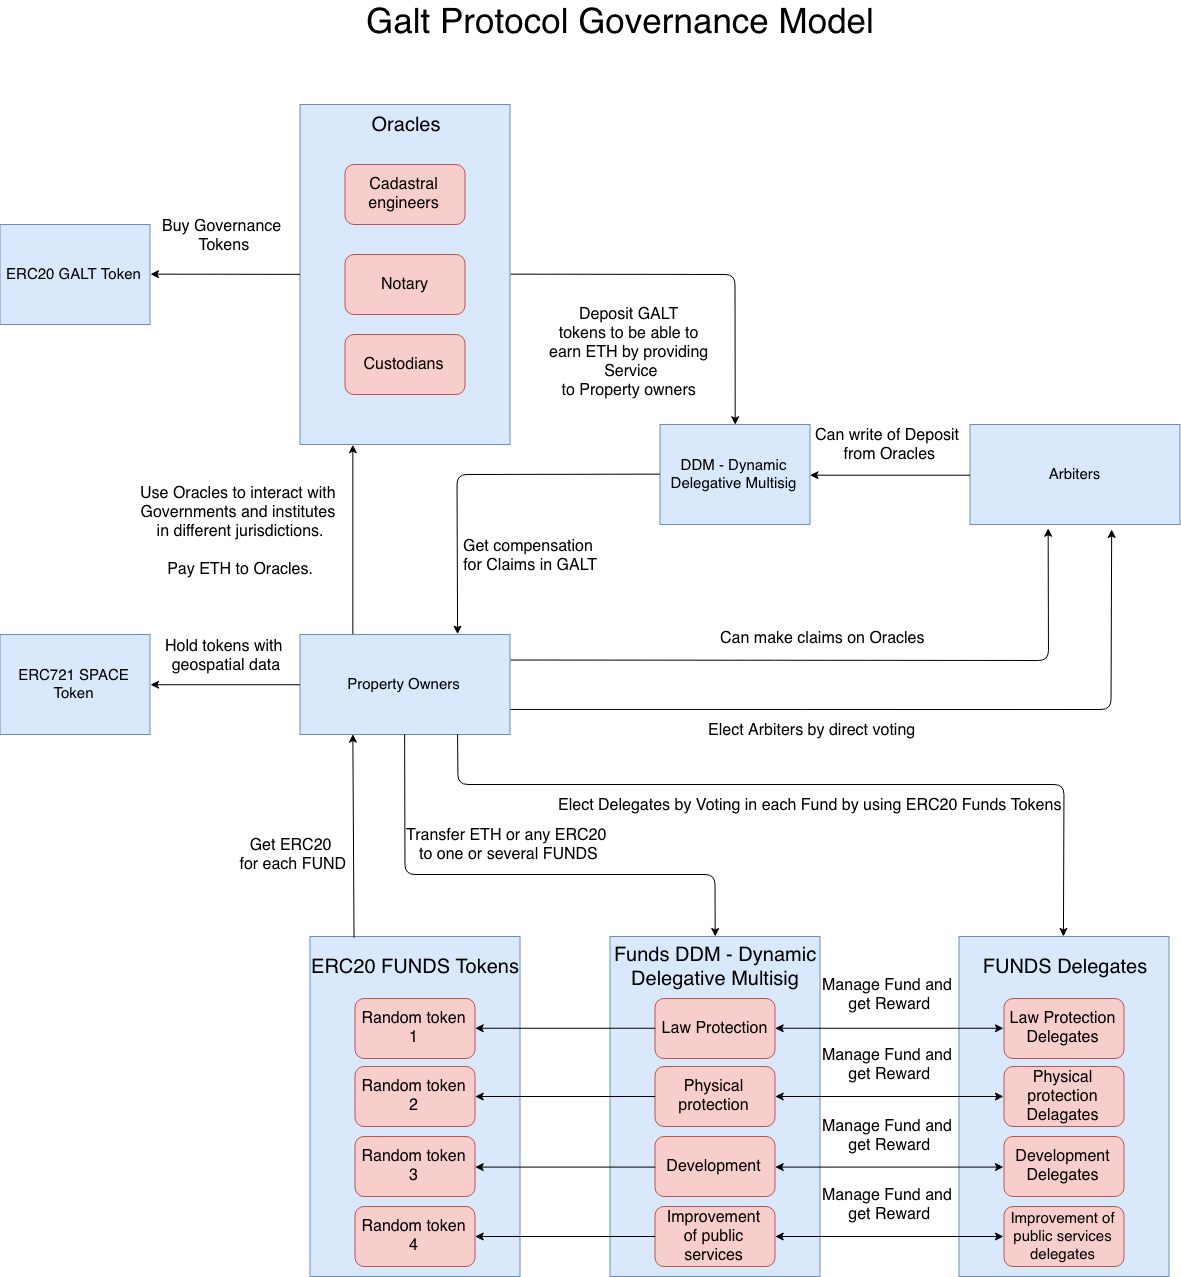 Galt Protocol Governance Model
Oracles
Cadastral
engineers
Notary
Custodians
Buy Governance
Tokens
ERC20 GALT Token
Deposit GALT
tokens to be able to
earn ETH by providing
Service
to Property owners
DDM - Dynamic
Delegative Multisig
Can write of Deposit
from Oracles
Arbiters
Use Oracles to interact with
Governments and institutes
in different jurisdictions.
Pay ETH to Oracles.
Get compensation
for Claims in GALT
Hold tokens with
geospatial data
ERC721 SPACE
Token
Property Owners
Can make claims on Oracles
Elect Arbiters by direct voting
Elect Delegates by Voting in each Fund by using ERC20 Funds Tokens
Transfer ETH or any ERC20
to one or several FUNDS
Get ERC20
for each FUND
ERC20 FUNDS Tokens
Random token
1
Random token
2
Random token
3
Random token
4
Funds DDM - Dynamic
Delegative Multisig
Law Protection
Physical
protection
Development
Improvement
of public
services
Manage Fund and
get Reward
Manage Fund and
get Reward
Manage Fund and
get Reward
Manage Fund and
get Reward
FUNDS Delegates
Law Protection
Delegates
Physical
protection
Delagates
Development
Delegates
Improvement of
public services
delegates